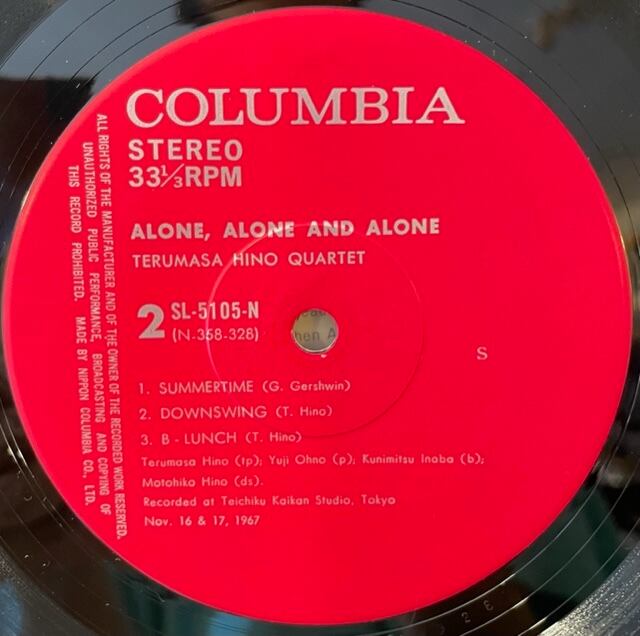 COLUMBIA
STEREO
33⅓RPM
ALONE, ALONE AND ALONE
TERUMASA HINO QUARTET
2 SL-5105-N
(N-358-328)
S
1. SUMMERTIME (G. Gershwin)
2. DOWNSWING (T. Hino)
3. B - LUNCH (T. Hino)
Terumasa Hino (tp); Yuji Ohno (p); Kunimitsu Inaba (b);
Motohiko Hino (ds).
Recorded at Teichiku Kaikan Studio, Tokyo
Nov. 16 & 17, 1967
ALL RIGHTS OF THE MANUFACTURER AND OF THE OWNER OF THE RECORDED WORK RESERVED.
UNAUTHORIZED PUBLIC PERFORMANCE, BROADCASTING AND COPYING OF
THIS RECORD PROHIBITED. MADE BY NIPPON COLUMBIA CO., LTD.